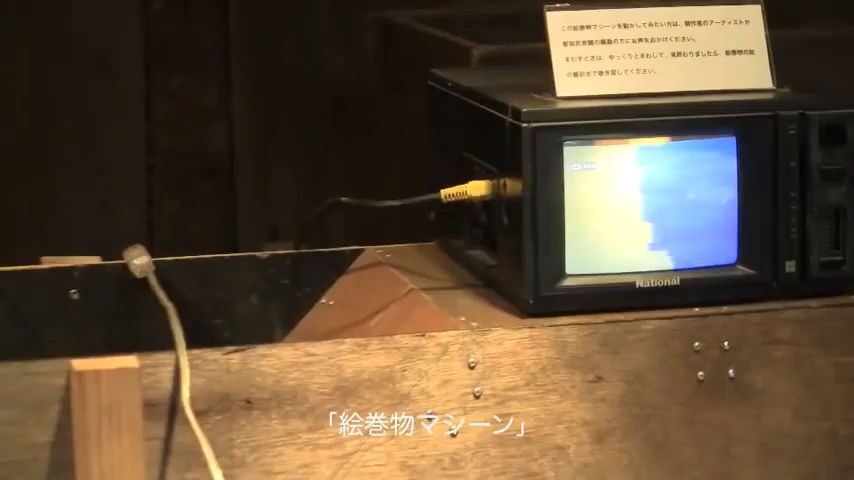 この絵巻物マシーンを動かしてみたい方は、制作者のアーティストか
の職員の方にお声をおかけください。
まわすときは、ゆっくりとまわして、見終わりましたら、絵巻物の絵
の最初まで巻き戻してください。
National
「絵巻物マシーン」